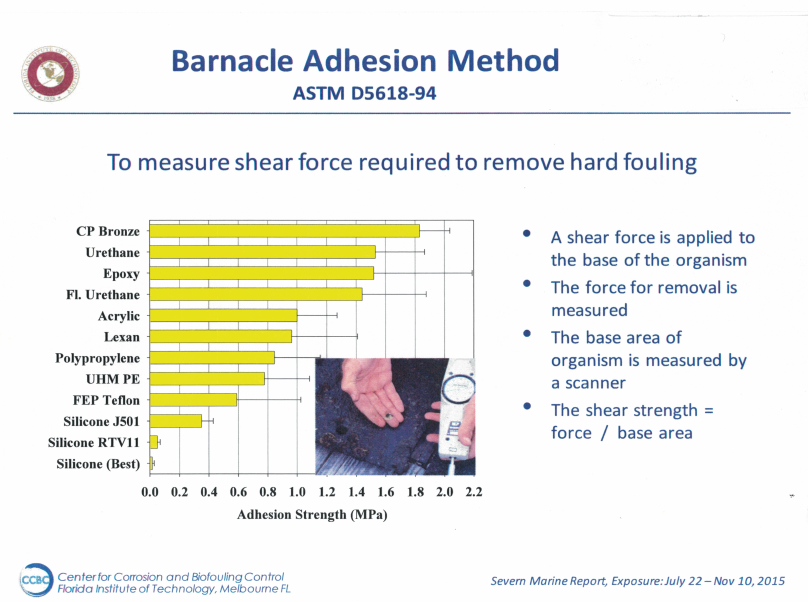 Barnacle Adhesion Method
ASTM D5618-94
To measure shear force required to remove hard fouling
CP Bronze
Urethane
Epoxy
Fl. Urethane
Acrylic
Lexan
Polypropylene
UHM PE
FEP Teflon
Silicone J501
Silicone RTV11
Silicone (Best)
0.0 0.2 0.4 0.6 0.8 1.0 1.2 1.4 1.6 1.8 2.0 2.2
Adhesion Strength (MPa)
• A shear force is applied to
the base of the organism
• The force for removal is
measured
• The base area of
organism is measured by
a scanner
• The shear strength =
force / base area
CCBC
Center for Corrosion and Biofouling Control
Florida Institute of Technology, Melbourne FL
Severn Marine Report, Exposure: July 22 – Nov 10, 2015